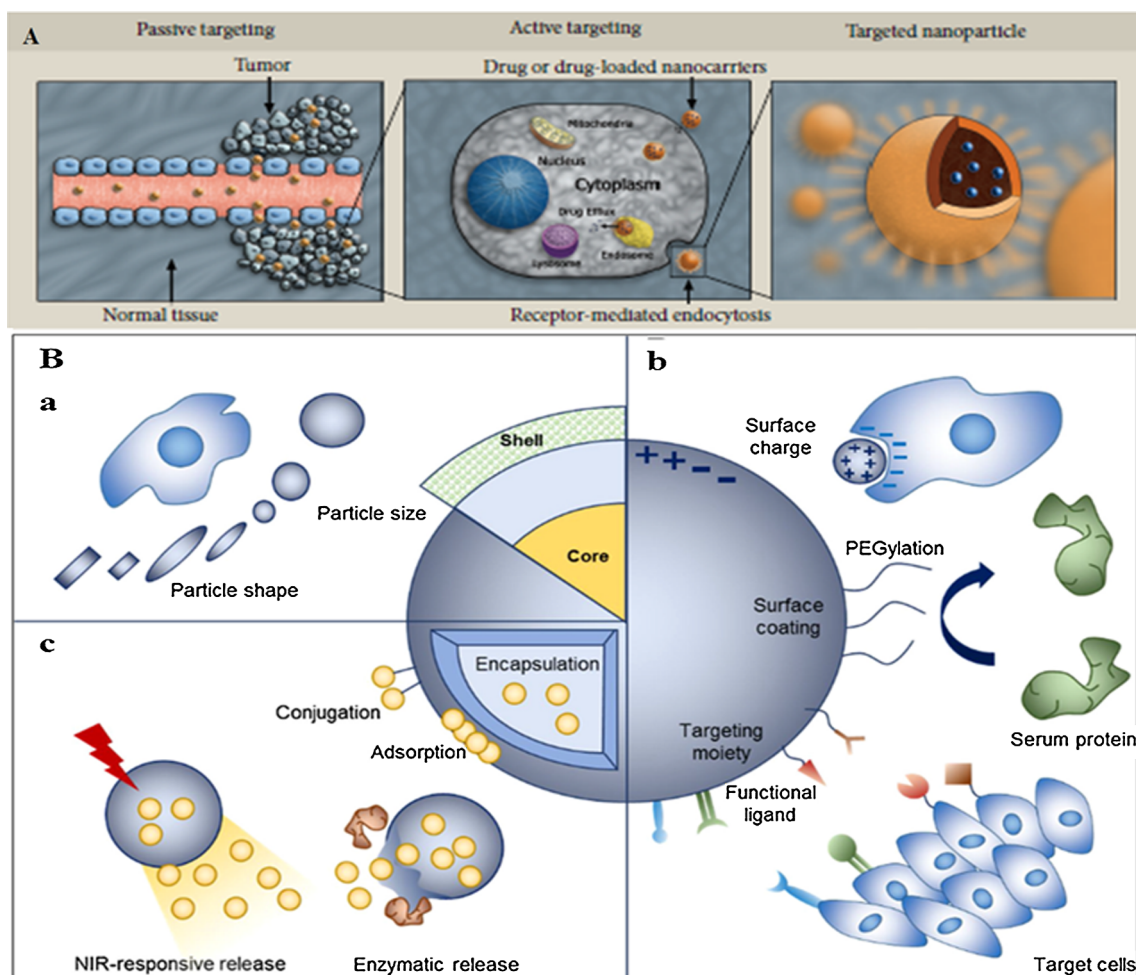 A
Passive targeting
Active targeting
Targeted nanoparticle
Tumor
Drug or drug-loaded nanocarriers
Mitochondria
Nucleus
Cytoplasm
Drug Efflux
Lysosome
Endosome
Normal tissue
Receptor-mediated endocytosis
B
a
Particle size
Particle shape
Shell
Core
b
Surface
charge
+ + − −
PEGylation
Surface
coating
Serum protein
Targeting
moiety
Functional
ligand
Target cells
c
Encapsulation
Conjugation
Adsorption
NIR-responsive release
Enzymatic release